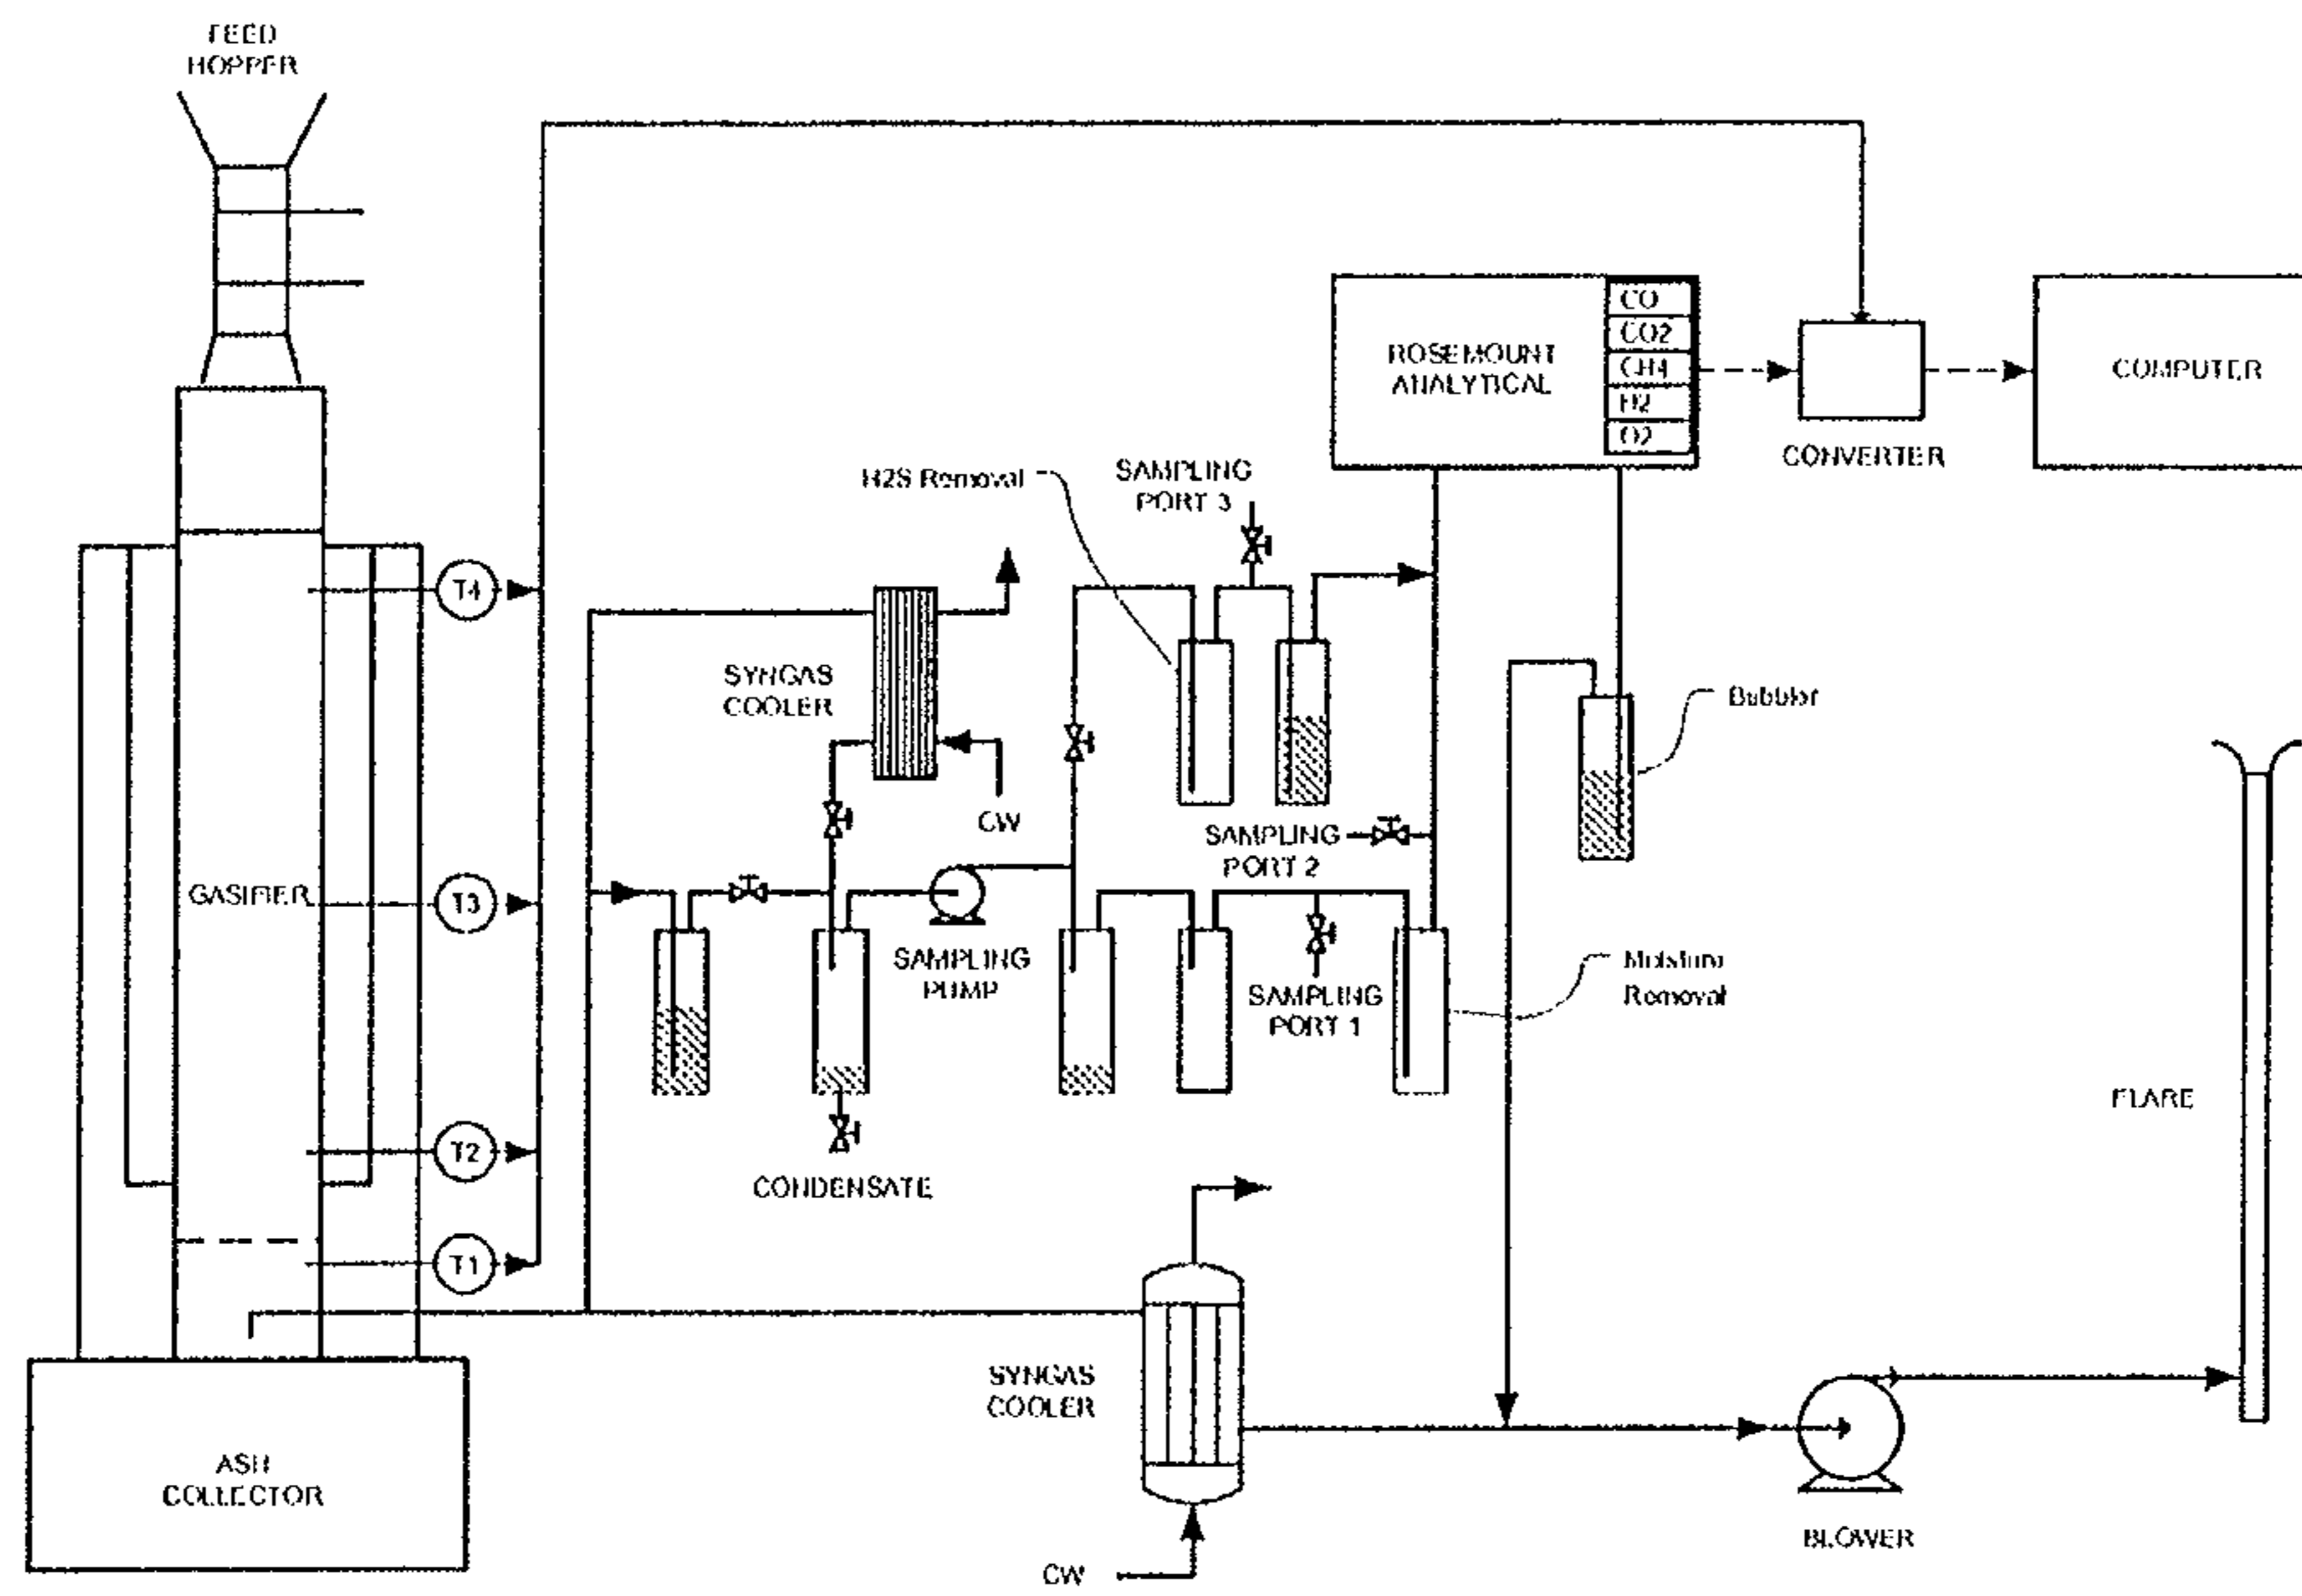 FEED
HOPPER
CO
CO2
CH4
H2
O2
ROSEMOUNT
ANALYTICAL
COMPUTER
CONVERTER
H2S Removal
SAMPLING
PORT 3
T4
SYNGAS
COOLER
Bubbler
CW
SAMPLING
PORT 2
GASIFIER
T3
SAMPLING
PUMP
SAMPLING
PORT 1
Moisture
Removal
FLARE
T2
CONDENSATE
T1
SYNGAS
COOLER
ASH
COLLECTOR
BLOWER
CW